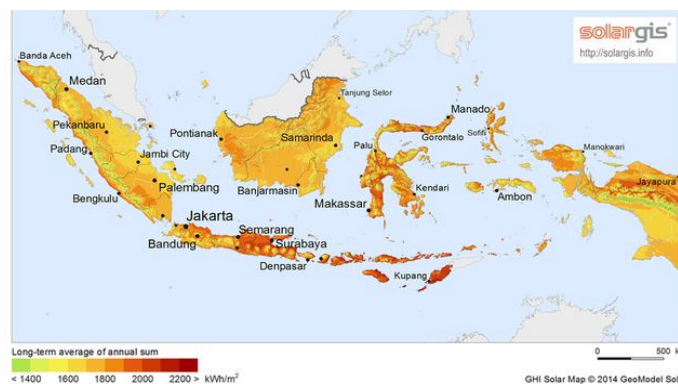 solargis
http://solargis.info
Banda Aceh
Medan
Tanjung Selor
Pekanbaru
Pontianak
Samarinda
Manado
Gorontalo
Sofifi
Palu
Manokwari
Padang
Jambi City
Jayapura
Bengkulu
Palembang
Banjarmasin
Kendari
Ambon
Makassar
Jakarta
Semarang
Bandung
Surabaya
Denpasar
Kupang
Long-term average of annual sum
< 1400 1600 1800 2000 2200 > kWh/m²
0 500 k
GHI Solar Map © 2014 GeoModel Sol